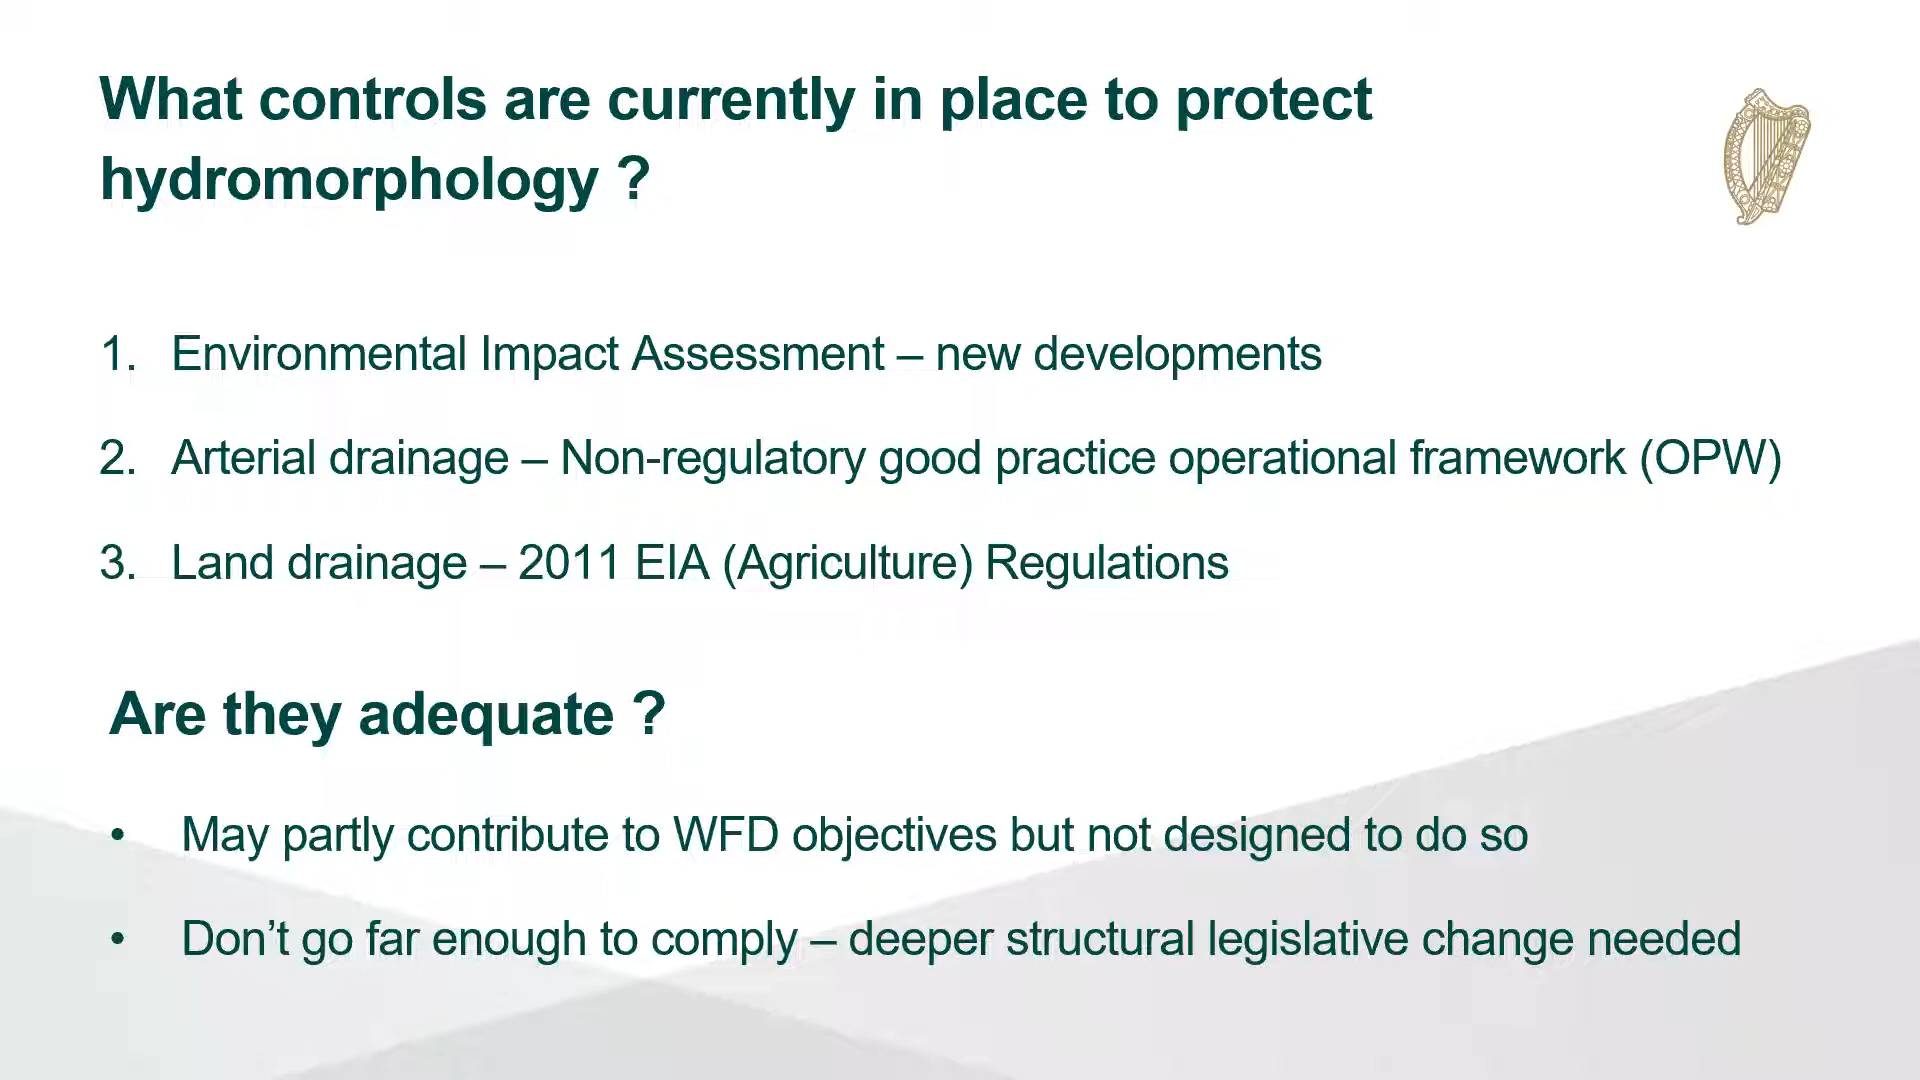 What controls are currently in place to protect
hydromorphology ?
1. Environmental Impact Assessment – new developments
2. Arterial drainage – Non-regulatory good practice operational framework (OPW)
3. Land drainage – 2011 EIA (Agriculture) Regulations
Are they adequate ?
• May partly contribute to WFD objectives but not designed to do so
• Don’t go far enough to comply – deeper structural legislative change needed